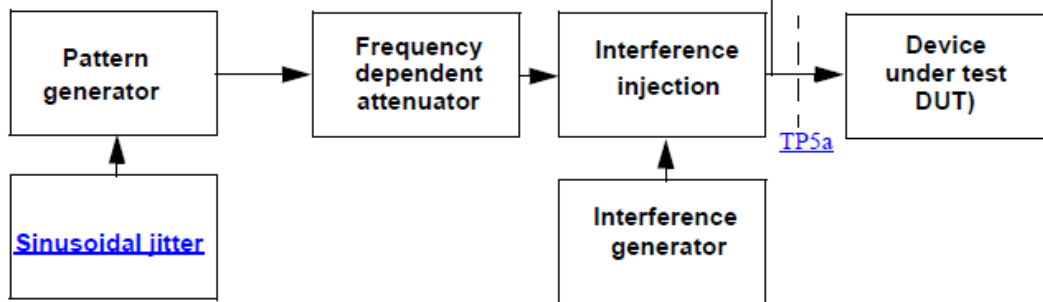 Pattern
generator
Frequency
dependent
attenuator
Interference
injection
Device
under test
DUT)
TP5a
Sinusoidal jitter
Interference
generator